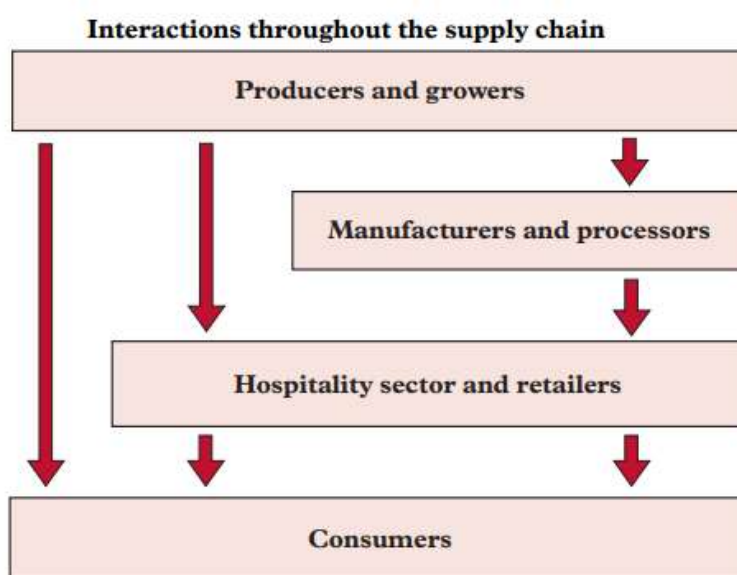 Interactions throughout the supply chain
Producers and growers
Manufacturers and processors
Hospitality sector and retailers
Consumers